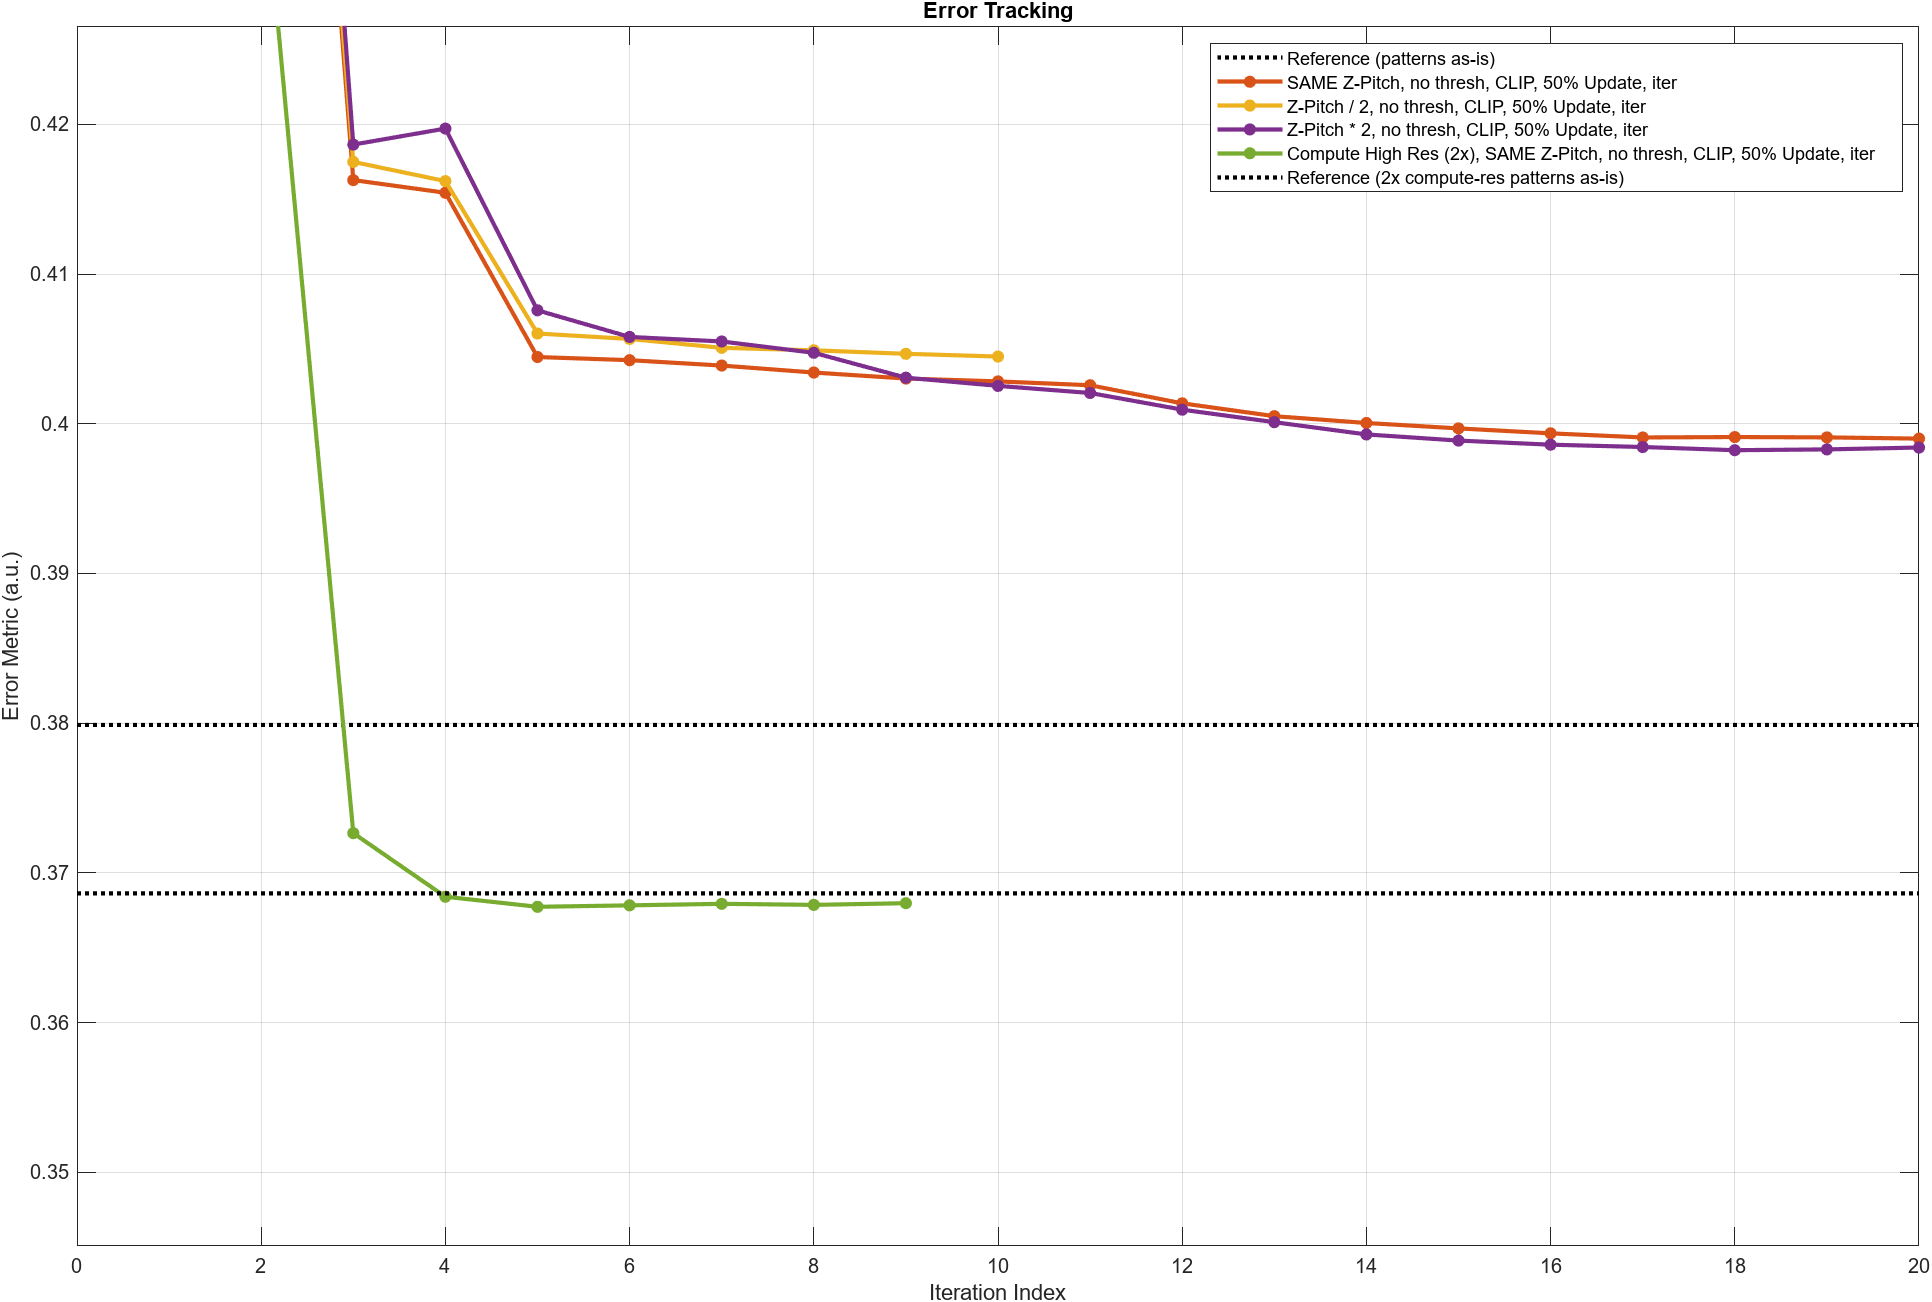 Error Tracking
Reference (patterns as-is)
SAME Z-Pitch, no thresh, CLIP, 50% Update, iter
Z-Pitch / 2, no thresh, CLIP, 50% Update, iter
Z-Pitch * 2, no thresh, CLIP, 50% Update, iter
Compute High Res (2x), SAME Z-Pitch, no thresh, CLIP, 50% Update, iter
Reference (2x compute-res patterns as-is)
0.42
0.41
0.4
0.39
0.38
0.37
0.36
0.35
Error Metric (a.u.)
0 2 4 6 8 10 12 14 16 18 20
Iteration Index